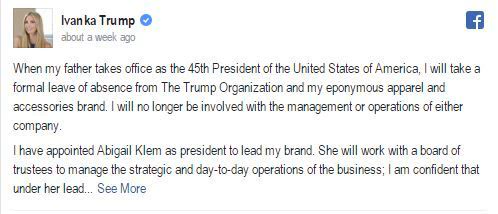 Ivanka Trump
about a week ago
When my father takes office as the 45th President of the United States of America, I will take a
formal leave of absence from The Trump Organization and my eponymous apparel and
accessories brand. I will no longer be involved with the management or operations of either
company.
I have appointed Abigail Klem as president to lead my brand. She will work with a board of
trustees to manage the strategic and day-to-day operations of the business; I am confident that
under her lead... See More